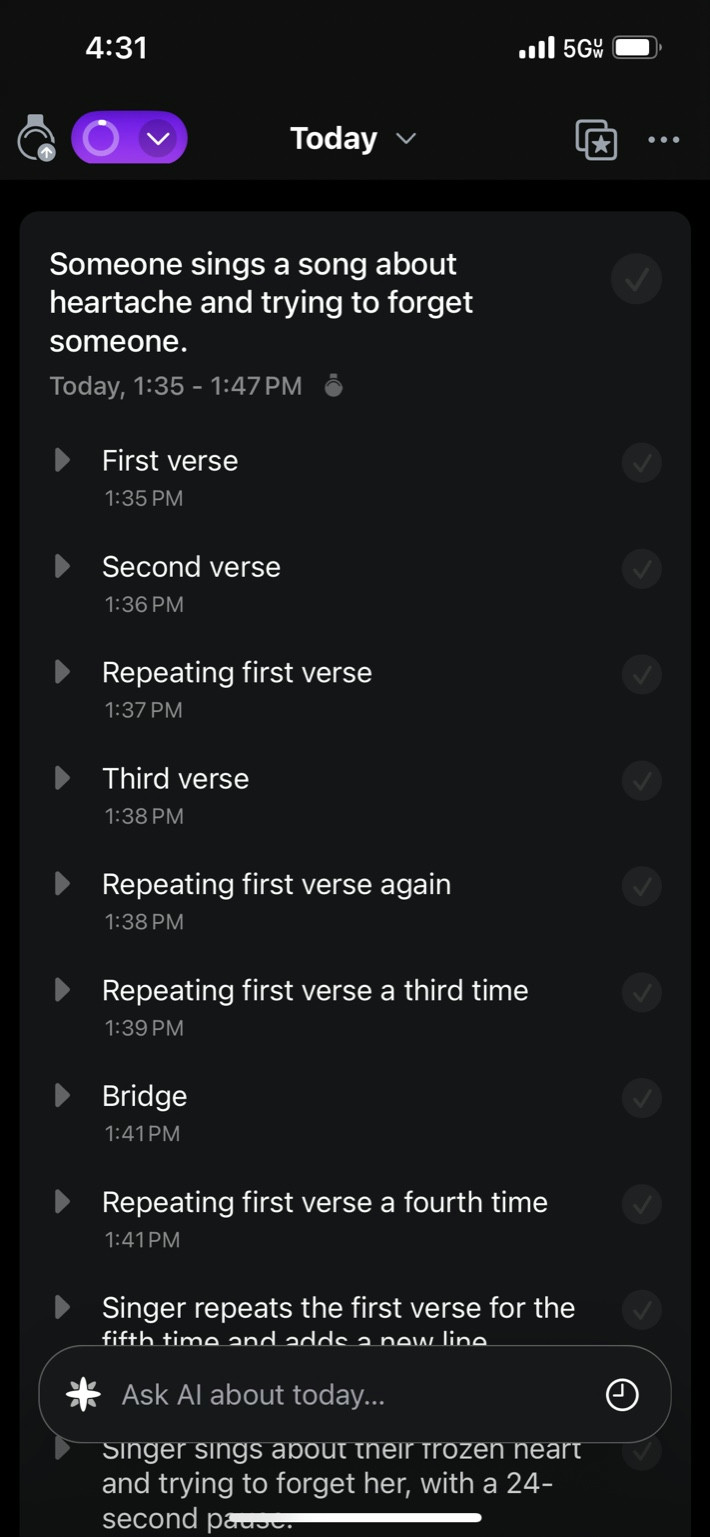 4:31
5GUW
Today
Someone sings a song about
heartache and trying to forget
someone.
Today, 1:35 - 1:47 PM
First verse
1:35 PM
Second verse
1:36 PM
Repeating first verse
1:37 PM
Third verse
1:38 PM
Repeating first verse again
1:38 PM
Repeating first verse a third time
1:39 PM
Bridge
1:41 PM
Repeating first verse a fourth time
1:41 PM
Singer repeats the first verse for the
fifth time and adds a new line
Ask AI about today...
Singer sings about their frozen heart
and trying to forget her, with a 24-
second pause.